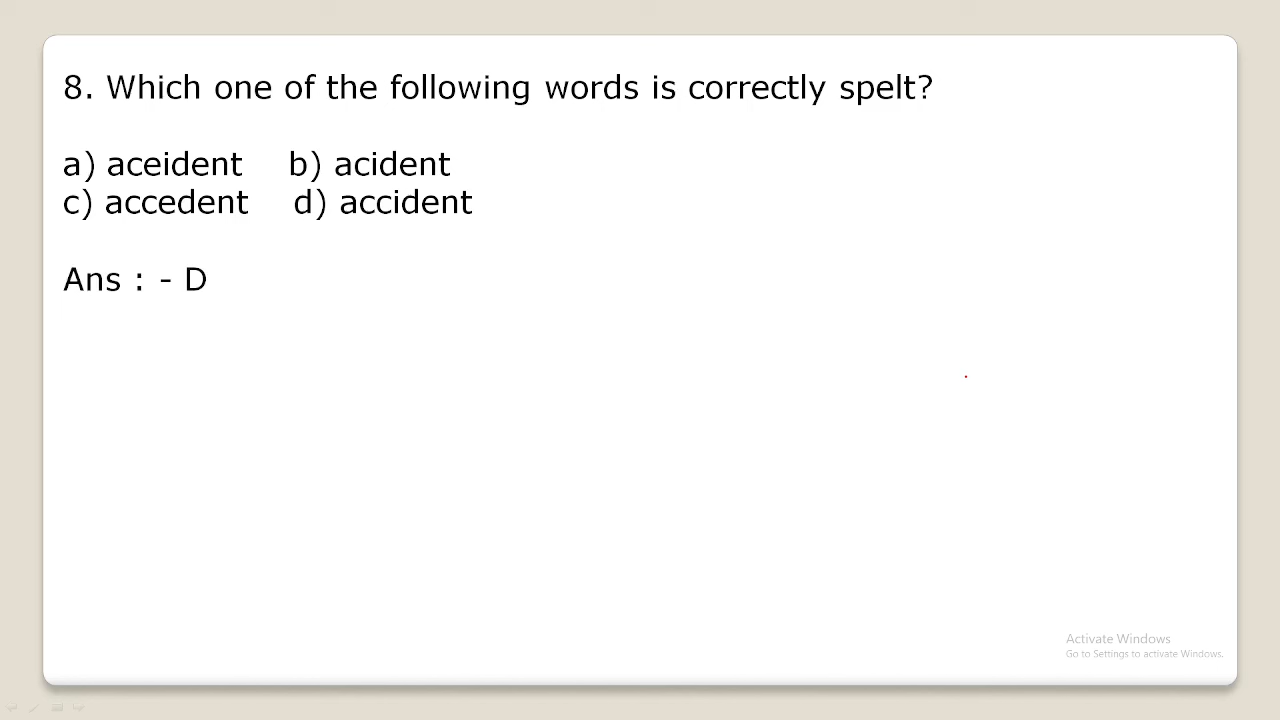 8. Which one of the following words is correctly spelt?
a) aceident b) acident
c) accedent d) accident
Ans : - D
Activate Windows
Go to Settings to activate Windows.